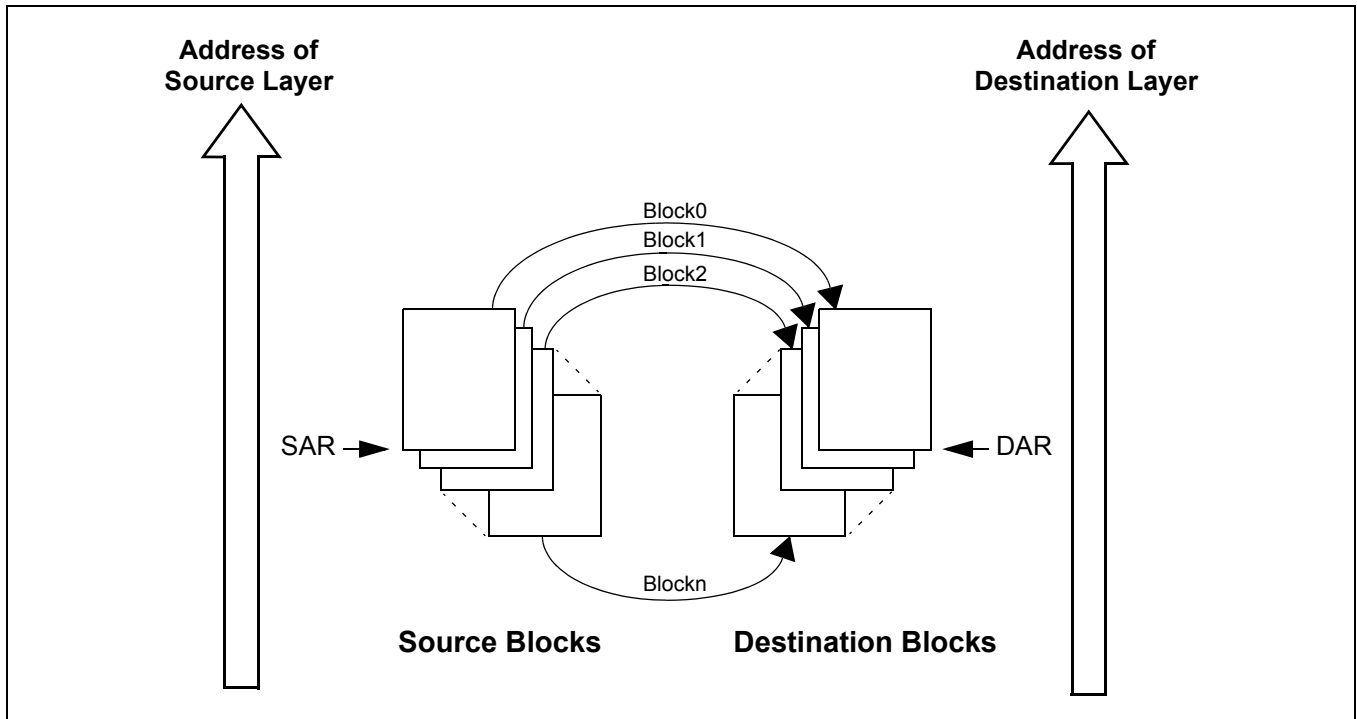 Address of
Source Layer
Address of
Destination Layer
Block0
Block1
Block2
SAR
DAR
Blockn
Source Blocks
Destination Blocks